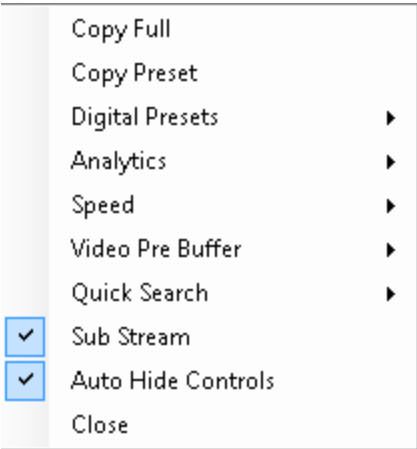 Copy Full
Copy Preset
Digital Presets
Analytics
Speed
Video Pre Buffer
Quick Search
Sub Stream
Auto Hide Controls
Close